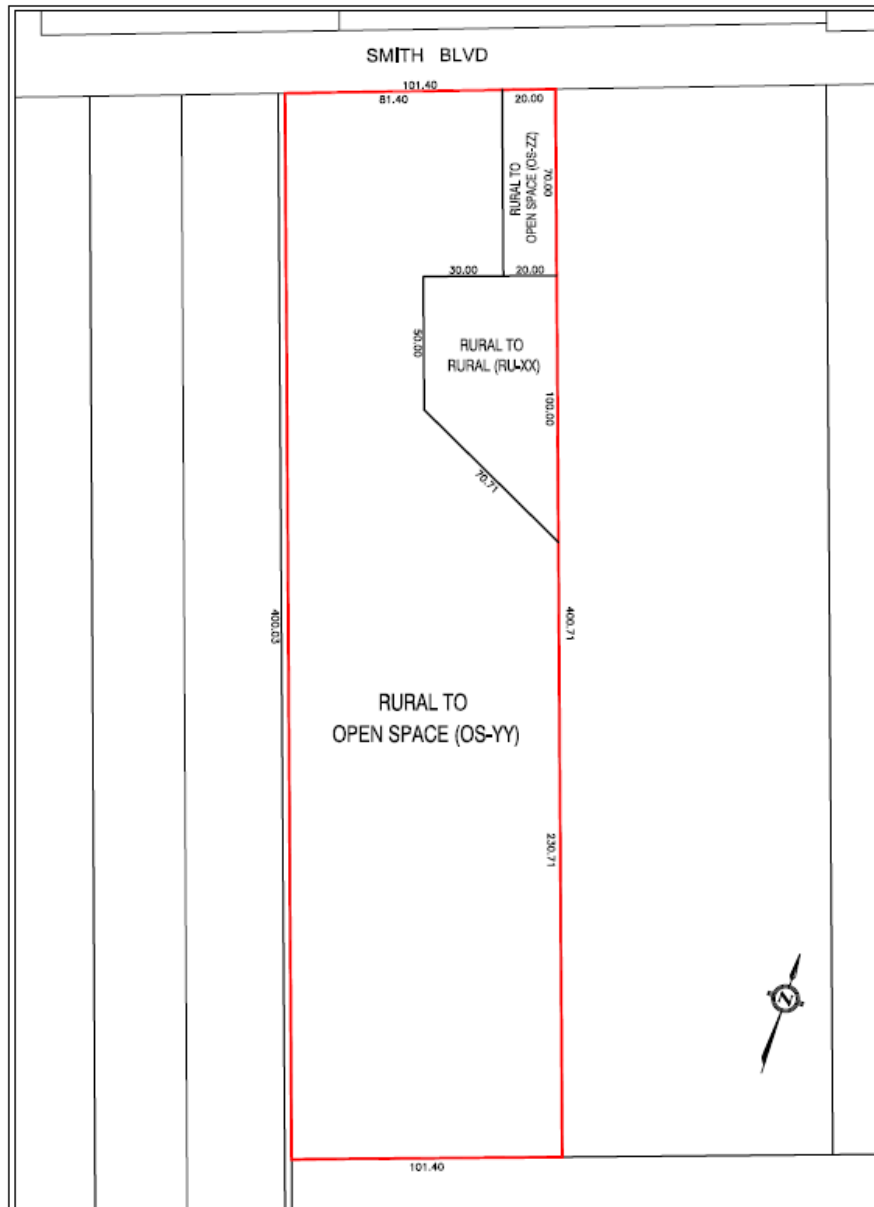 SMITH BLVD
101.40
81.40
20.00
RURAL TO
OPEN SPACE (OS-ZZ)
70.00
30.00
20.00
50.00
RURAL TO
RURAL (RU-XX)
100.00
70.71
400.03
400.71
RURAL TO
OPEN SPACE (OS-YY)
230.71
N
101.40